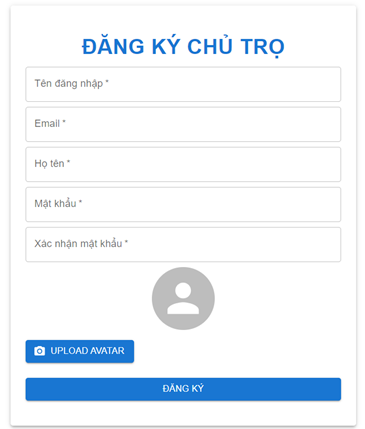 ĐĂNG KÝ CHỦ TRỌ
Tên đăng nhập *
Email *
Họ tên *
Mật khẩu *
Xác nhận mật khẩu *
UPLOAD AVATAR
ĐĂNG KÝ